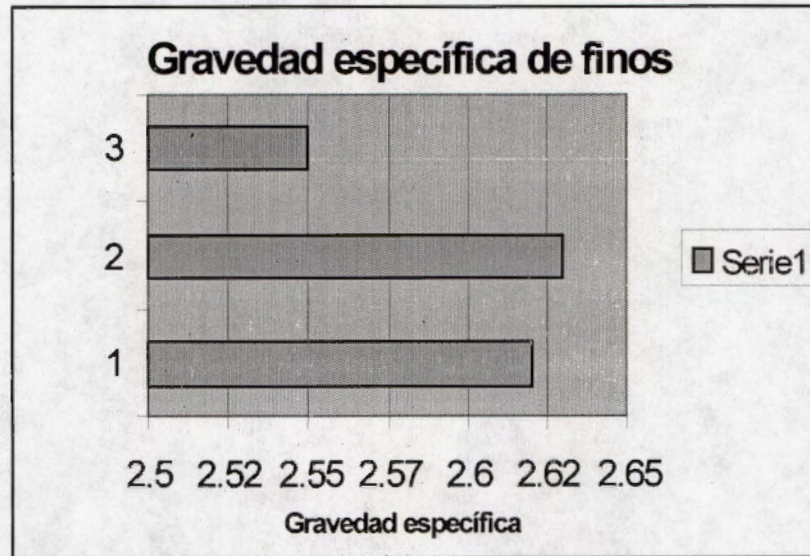 Gravedad específica de finos
3
2
1
Serie1
2.5 2.52 2.55 2.57 2.6 2.62 2.65
Gravedad específica